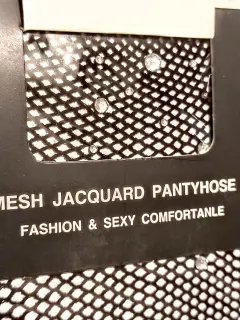 MESH JACQUARD PANTYHOSE
FASHION & SEXY COMFORTANLE